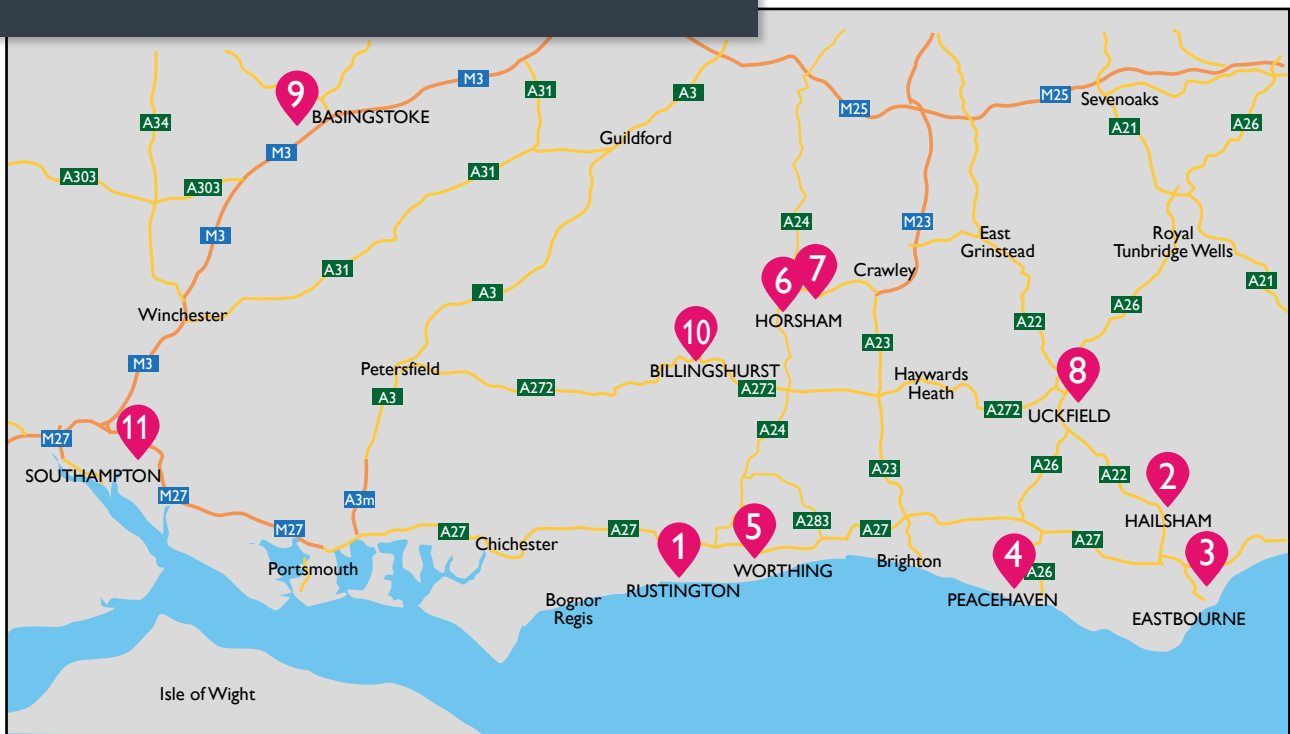 M3
9
A31
A3
M25
M25
Sevenoaks
BASINGSTOKE
A34
A21
A26
Guildford
M3
A303
A303
A31
A24
M23
M3
East
Grinstead
Royal
Tunbridge Wells
A31
6
7
Crawley
A21
A3
A26
Winchester
HORSHAM
A22
10
A23
M3
Petersfield
BILLINGSHURST
8
Haywards
Heath
A272
A272
A3
A272
UCKFIELD
11
A24
M27
SOUTHAMPTON
A23
A26
A22
2
M27
A3m
HAILSHAM
M27
A27
Chichester
A27
1
5
A283
A27
A27
WORTHING
Brighton
4
3
Portsmouth
A26
RUSTINGTON
PEACEHAVEN
Bognor
Regis
EASTBOURNE
Isle of Wight